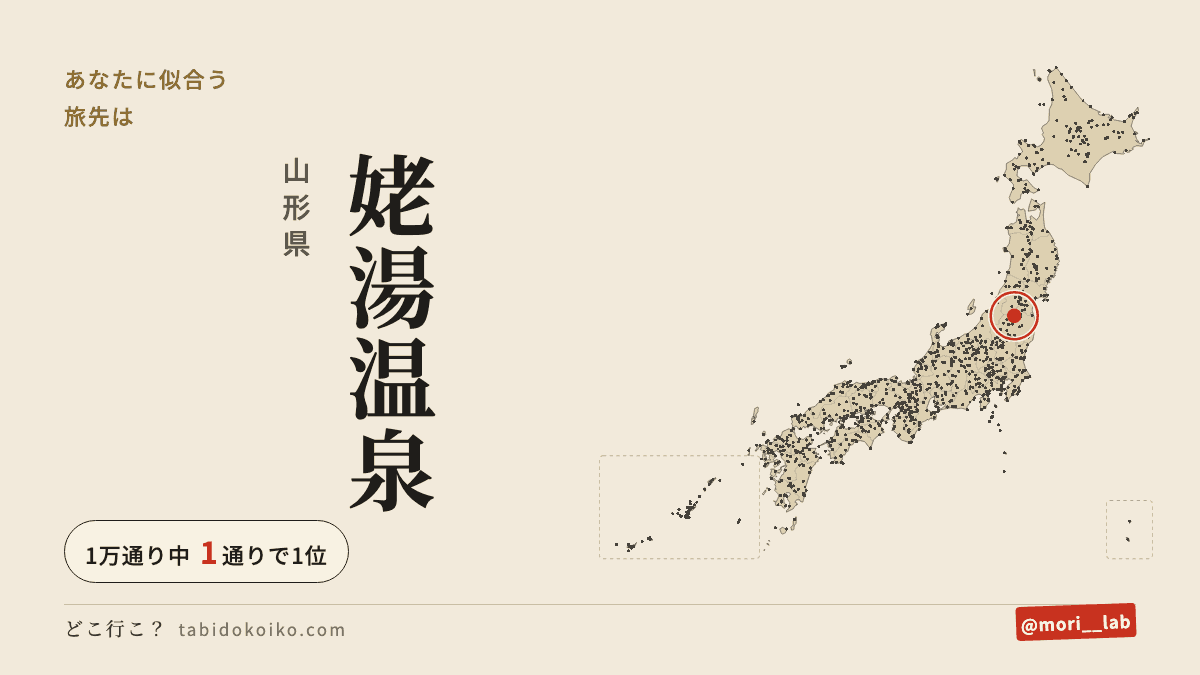 あなたに似合う
旅先は
山形県
姥湯温泉
1万通り中 1通りで1位
どこ行こ？ tabidokoiko.com
@mori__lab